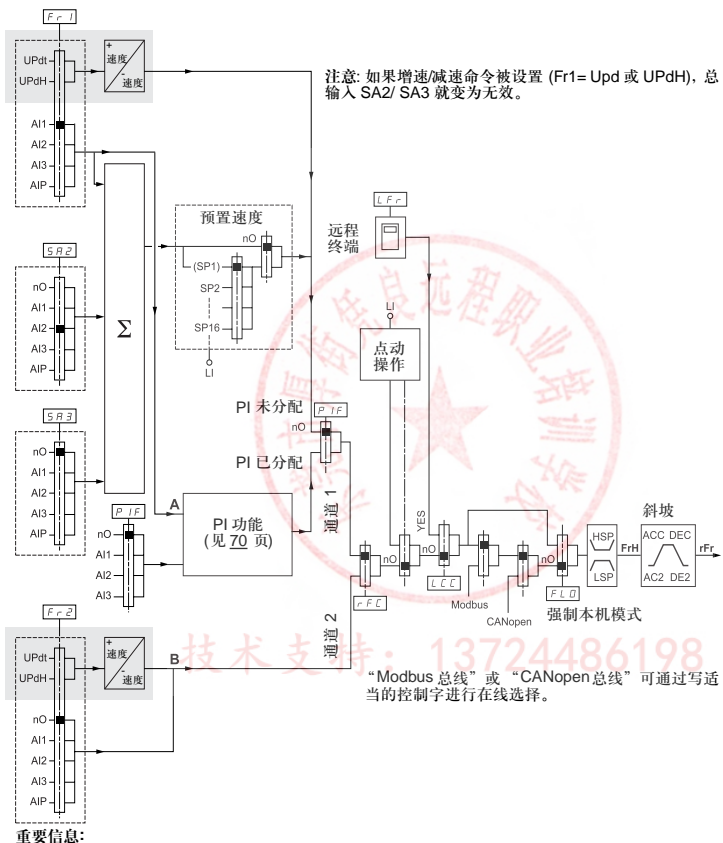 Fr1
UPdt
UPdH
+
速度
-
速度
AI1
AI2
AI3
AIP
注意: 如果增速/减速命令被设置 (Fr1= Upd 或 UPdH), 总
输入 SA2/ SA3 就变为无效。
SA2
nO
AI1
AI2
AI3
AIP
Σ
预置速度
nO
(SP1)
SP2
SP16
LI
LFr
远程
终端
LI
点动
操作
SA3
nO
AI1
AI2
AI3
AIP
PI 未分配
PIF
nO
PI 已分配
PIF
nO
AI1
AI2
AI3
A
PI 功能
(见 70 页)
通道 1
通道 2
rFC
nO
YES
nO
LCC
Modbus
CANopen
nO
FLO
强制本机模式
HSP
LSP
FrH
斜坡
ACC DEC
AC2 DE2
rFr
Fr2
UPdt
UPdH
+
速度
-
速度
B
nO
AI1
AI2
AI3
AIP
“Modbus 总线”或 “CANopen 总线”可通过写适
当的控制字进行在线选择。
技术支持: 13724486198
重要信息: